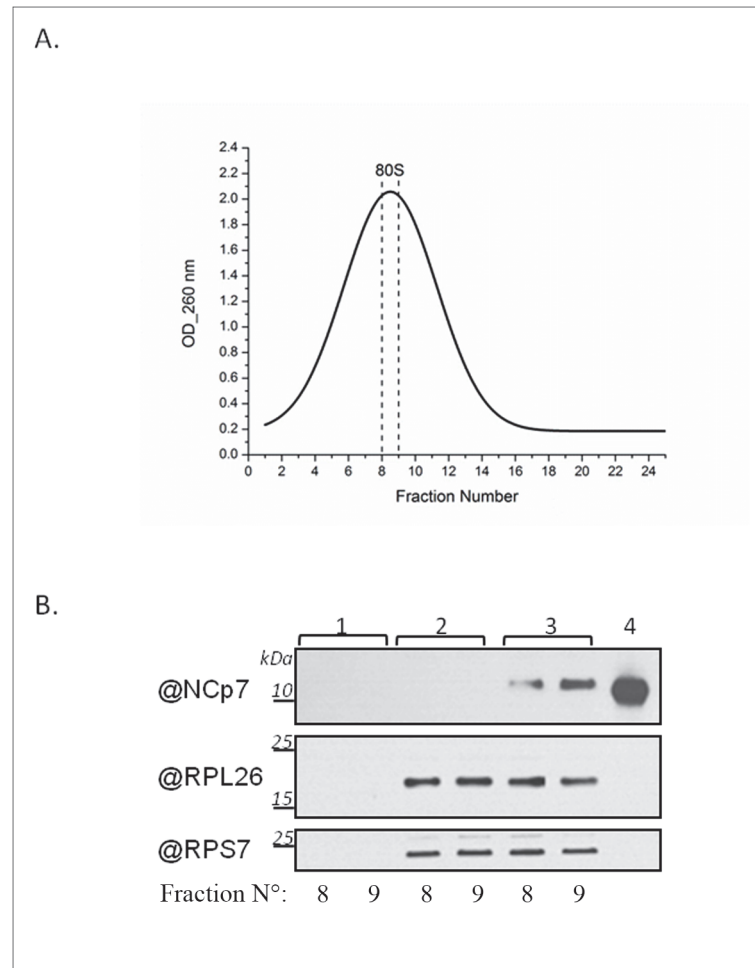 A.
2.4
2.2
2.0
1.8
1.6
1.4
1.2
1.0
0.8
0.6
0.4
0.2
0.0
OD_260 nm
80S
0 2 4 6 8 10 12 14 16 18 20 22 24
Fraction Number
B.
1 2 3 4
kDa
@NCp7 10
25
@RPL26
15
@RPS7 25
Fraction N°: 8 9 8 9 8 9